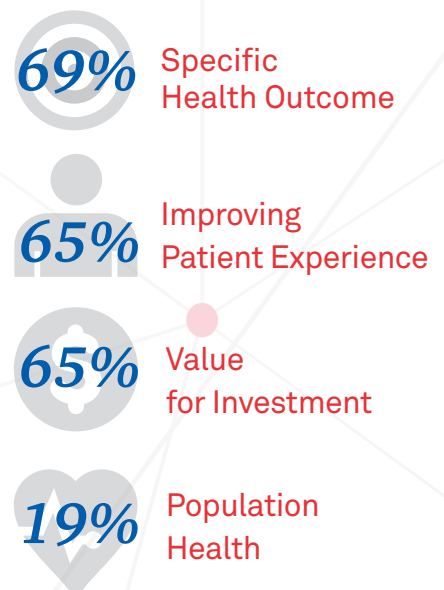 69%
Specific
Health Outcome
65%
Improving
Patient Experience
65%
Value
for Investment
19%
Population
Health